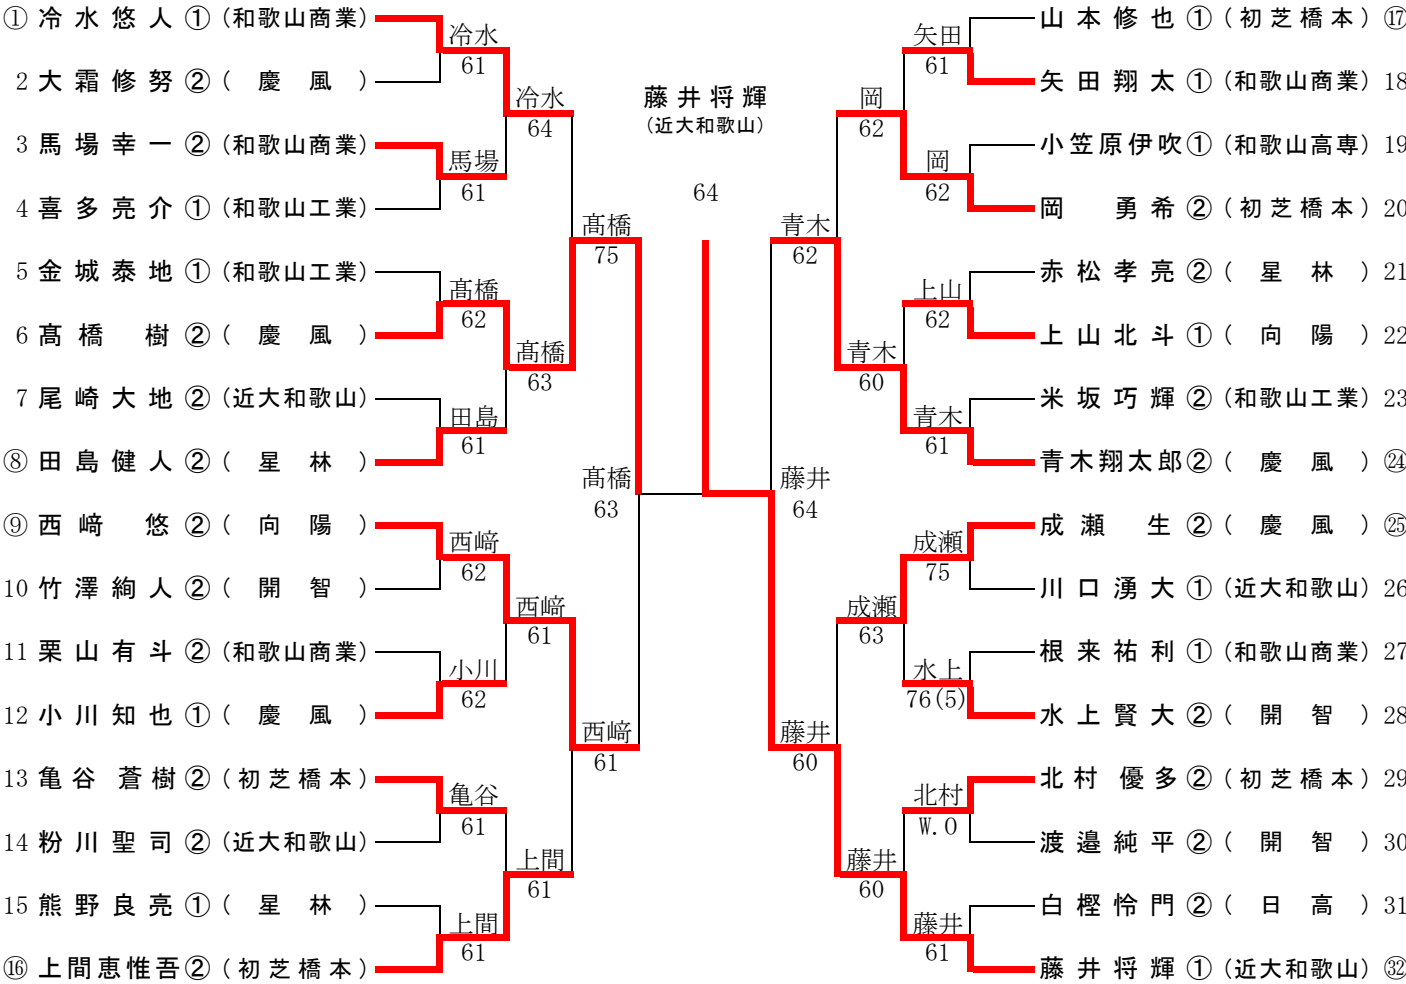 ① 冷水悠人 ① (和歌山商業)
2 大霜修努 ② (慶風)
3 馬場幸一 ② (和歌山商業)
4 喜多亮介 ① (和歌山工業)
5 金城泰地 ① (和歌山工業)
6 髙橋樹 ② (慶風)
7 尾崎大地 ② (近大和歌山)
⑧ 田島健人 ② (星林)
⑨ 西﨑悠 ② (向陽)
10 竹澤絢人 ② (開智)
11 栗山有斗 ② (和歌山商業)
12 小川知也 ① (慶風)
13 亀谷蒼樹 ② (初芝橋本)
14 粉川聖司 ② (近大和歌山)
15 熊野良亮 ① (星林)
⑯ 上間恵惟吾 ② (初芝橋本)
冷水
61
馬場
61
髙橋
62
田島
61
西﨑
62
小川
62
亀谷
61
上間
61
冷水
64
髙橋
63
西﨑
61
上間
61
髙橋
75
西﨑
61
髙橋
63
藤井将輝
(近大和歌山)
64
藤井
64
青木
62
藤井
60
岡
62
青木
60
成瀬
63
藤井
60
矢田
61
岡
62
上山
62
青木
61
成瀬
75
水上
76(5)
北村
W.O
藤井
61
山本修也 ① (初芝橋本) ⑰
矢田翔太 ① (和歌山商業) 18
小笠原伊吹 ① (和歌山高専) 19
岡勇希 ② (初芝橋本) 20
赤松孝亮 ② (星林) 21
上山北斗 ① (向陽) 22
米坂巧輝 ② (和歌山工業) 23
青木翔太郎 ② (慶風) ㉔
成瀬生 ② (慶風) ㉕
川口湧大 ① (近大和歌山) 26
根来祐利 ① (和歌山商業) 27
水上賢大 ② (開智) 28
北村優多 ② (初芝橋本) 29
渡邉純平 ② (開智) 30
白樫怜門 ② (日高) 31
藤井将輝 ① (近大和歌山) ㉜